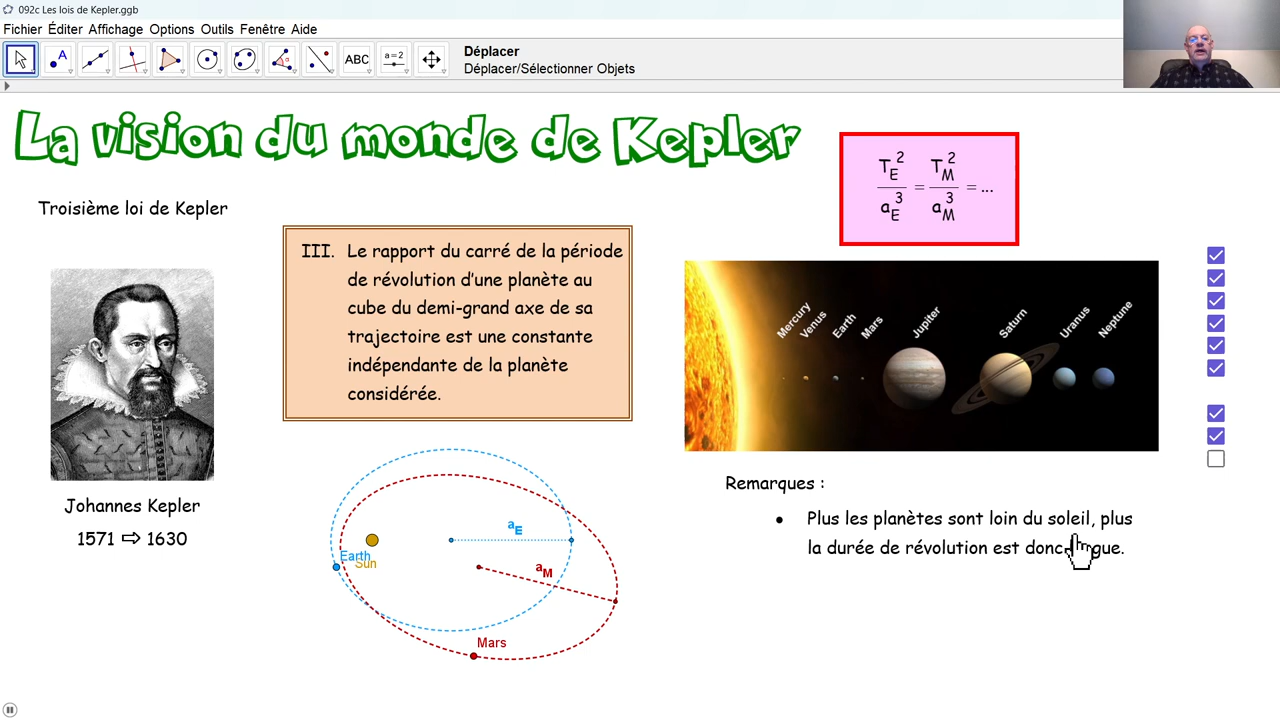 092c Les lois de Kepler.ggb
Fichier Éditer Affichage Options Outils Fenêtre Aide
A
ABC
a=2
Déplacer
Déplacer/Sélectionner Objets
La vision du monde de Kepler
Troisième loi de Kepler
T_E^2 / a_E^3 = T_M^2 / a_M^3 = ...
III. Le rapport du carré de la période
de révolution d'une planète au
cube du demi-grand axe de sa
trajectoire est une constante
indépendante de la planète
considérée.
Mercury
Venus
Earth
Mars
Jupiter
Saturn
Uranus
Neptune
Johannes Kepler
1571 ⇨ 1630
a_E
Earth
Sun
a_M
Mars
Remarques :
• Plus les planètes sont loin du soleil, plus
la durée de révolution est donc